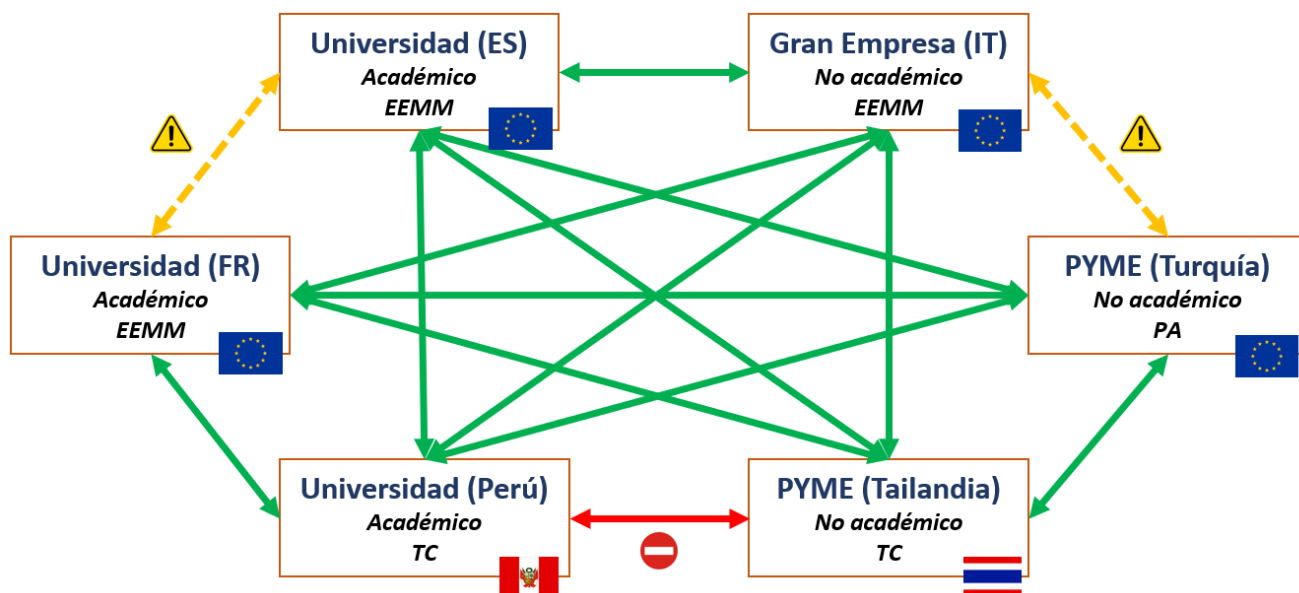 Universidad (ES)
Académico
EEMM
Gran Empresa (IT)
No académico
EEMM
Universidad (FR)
Académico
EEMM
PYME (Turquía)
No académico
PA
Universidad (Perú)
Académico
TC
PYME (Tailandia)
No académico
TC